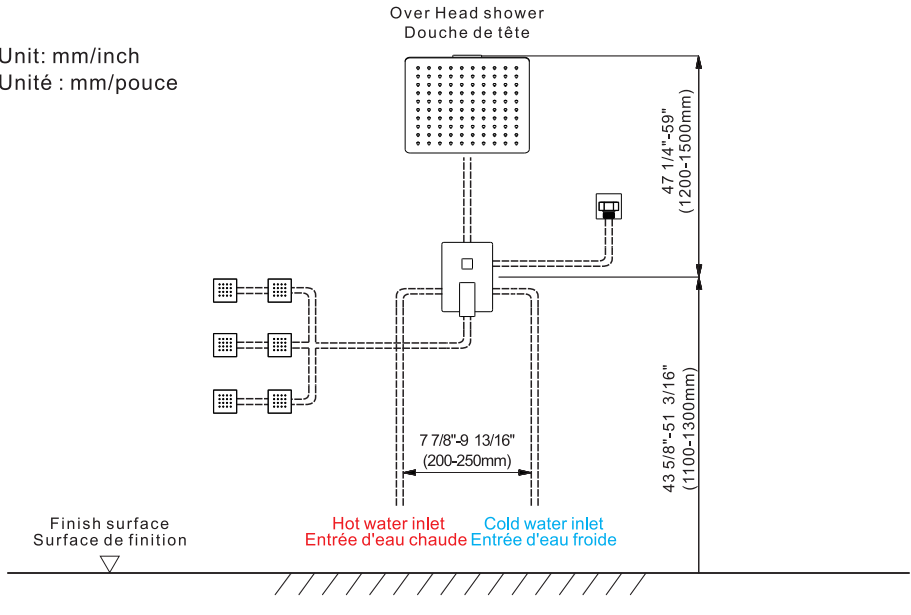 Over Head shower
Douche de tête
Unit: mm/inch
Unité : mm/pouce
47 1/4"-59"
(1200-1500mm)
43 5/8"-51 3/16"
(1100-1300mm)
7 7/8"-9 13/16"
(200-250mm)
Hot water inlet
Entrée d'eau chaude
Cold water inlet
Entrée d'eau froide
Finish surface
Surface de finition